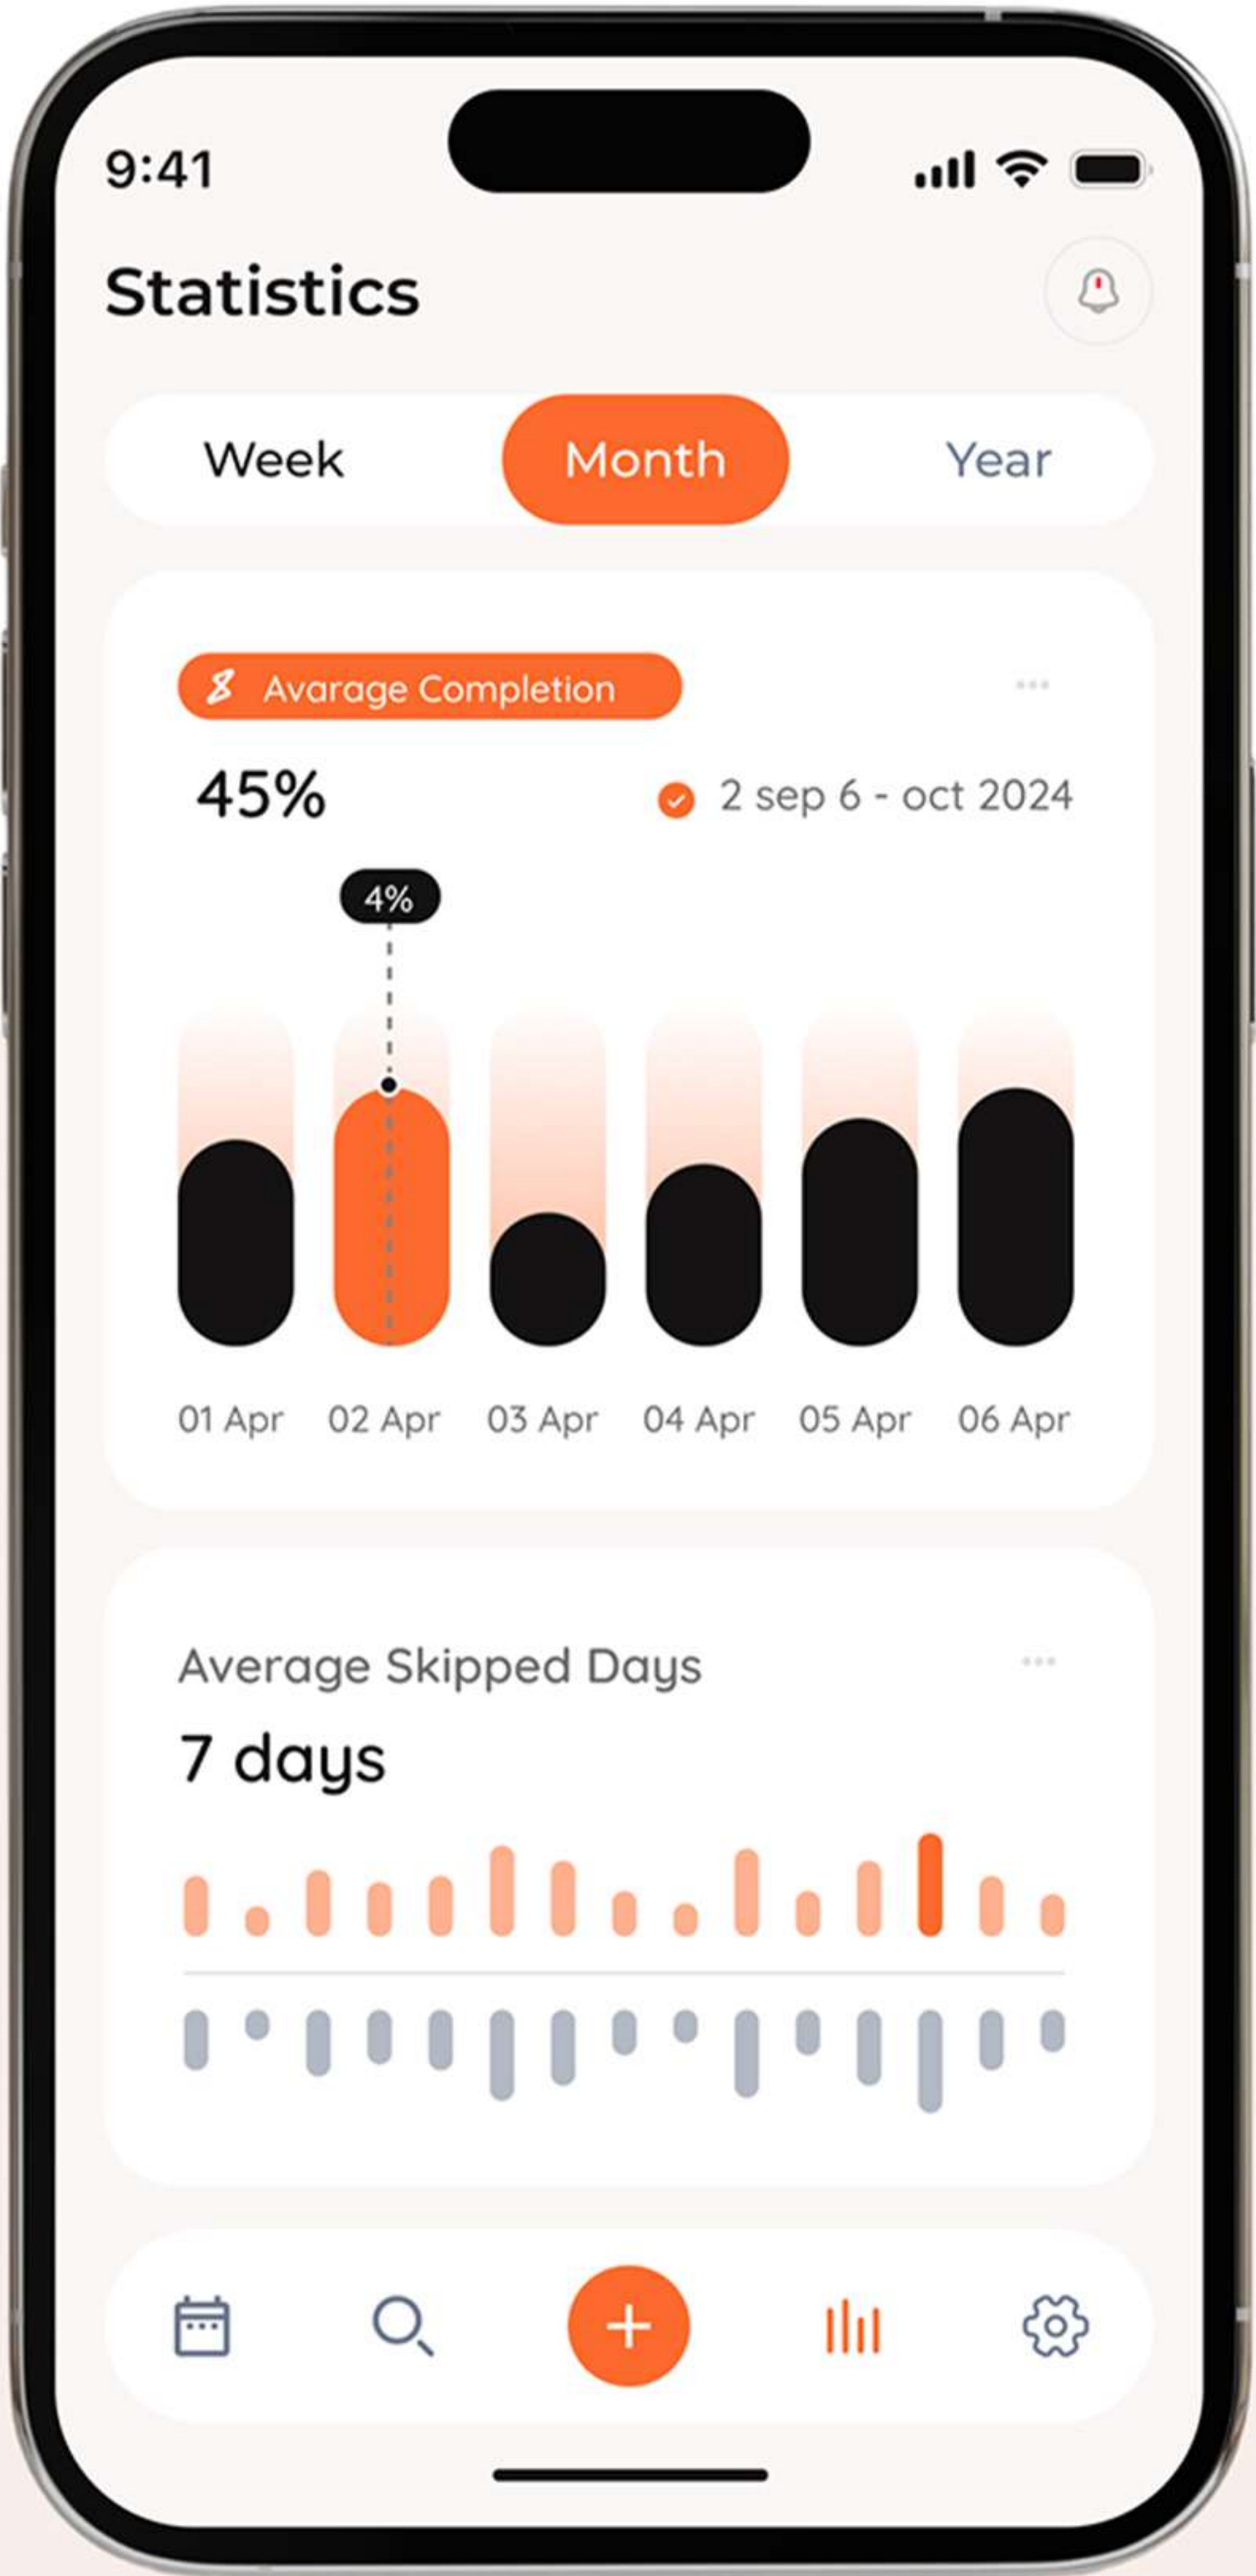 9:41
Statistics
Week Month Year
Avarage Completion
45% 2 sep 6 - oct 2024
4%
01 Apr 02 Apr 03 Apr 04 Apr 05 Apr 06 Apr
Average Skipped Days
7 days